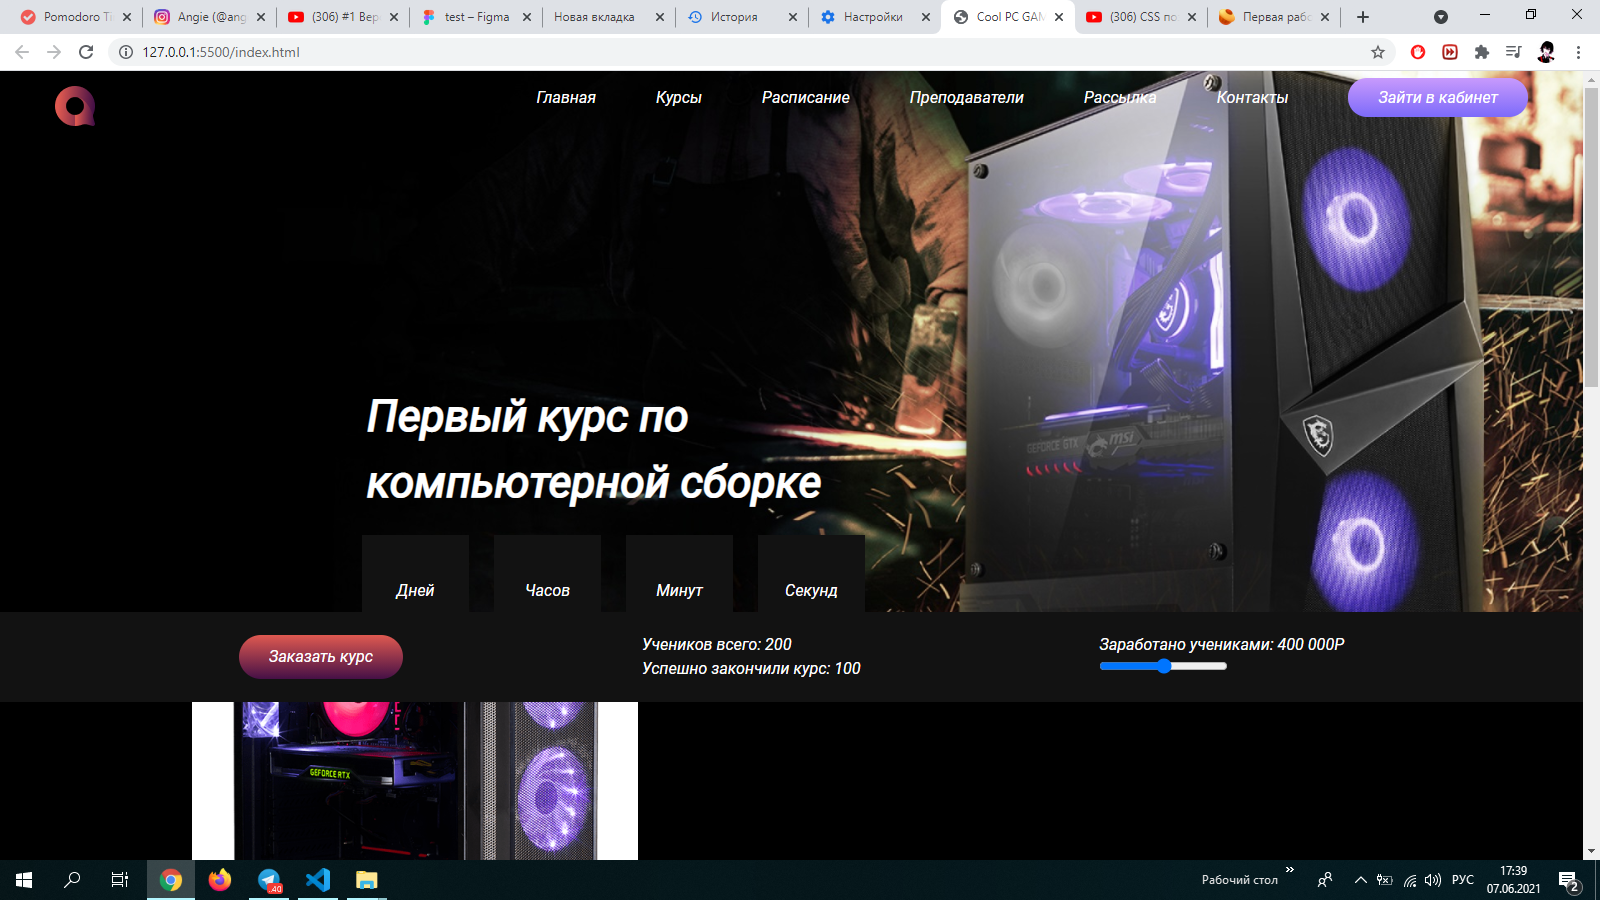 Pomodoro Ti
Angie (@ang
(306) #1 Вер
test – Figma
Новая вкладка
История
Настройки
Cool PC GAM
(306) CSS по
Первая рабо
127.0.0.1:5500/index.html
Главная
Курсы
Расписание
Преподаватели
Рассылка
Контакты
Зайти в кабинет
GEFORCE GTX
msi
Первый курс по
компьютерной сборке
Дней
Часов
Минут
Секунд
Заказать курс
Учеников всего: 200
Успешно закончили курс: 100
Заработано учениками: 400 000Р
GEFORCE RTX
40
Рабочий стол
РУС
17:39
07.06.2021
2